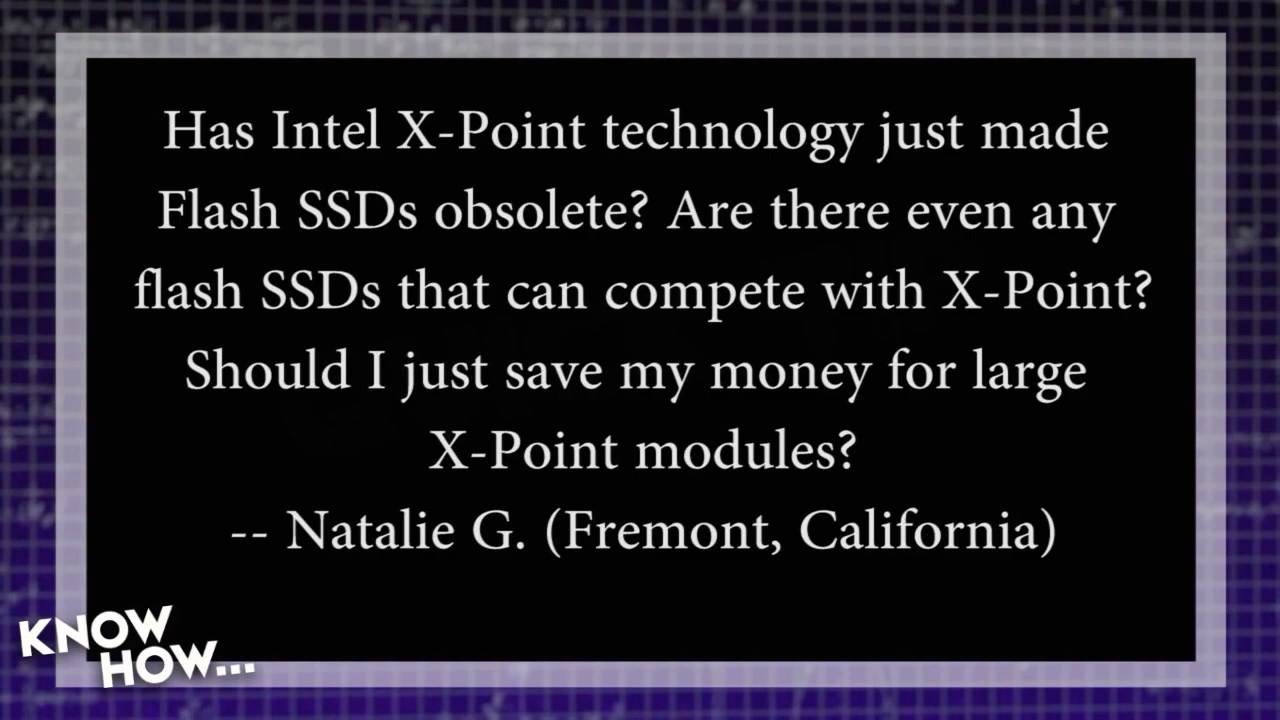 Has Intel X-Point technology just made
Flash SSDs obsolete? Are there even any
flash SSDs that can compete with X-Point?
Should I just save my money for large
X-Point modules?
-- Natalie G. (Fremont, California)
KNOW
HOW...